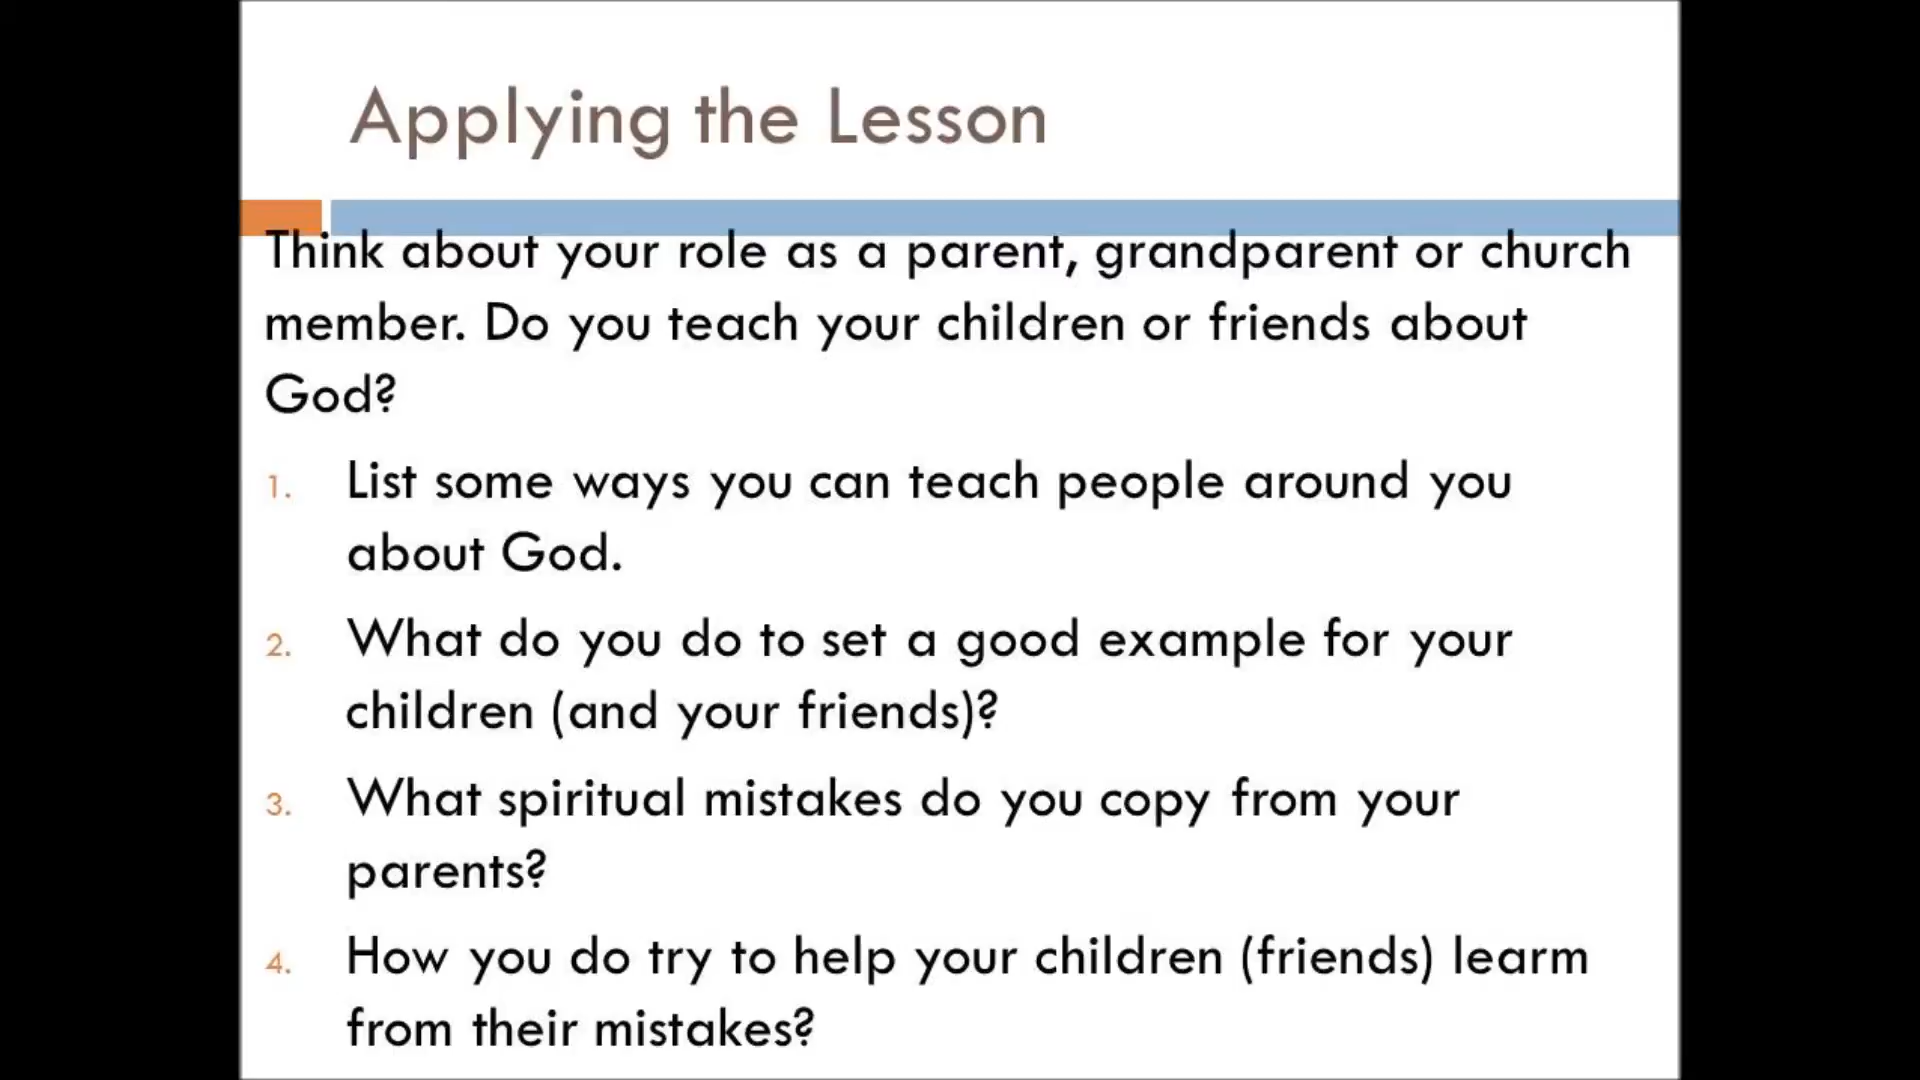 Applying the Lesson
Think about your role as a parent, grandparent or church
member. Do you teach your children or friends about
God?
1. List some ways you can teach people around you
about God.
2. What do you do to set a good example for your
children (and your friends)?
3. What spiritual mistakes do you copy from your
parents?
4. How you do try to help your children (friends) learm
from their mistakes?